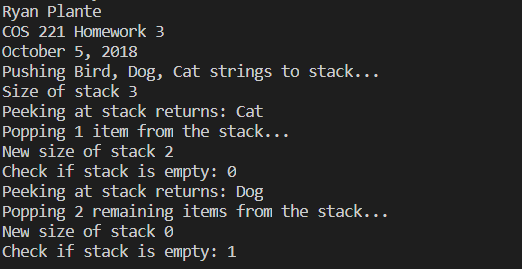 Ryan Plante
COS 221 Homework 3
October 5, 2018
Pushing Bird, Dog, Cat strings to stack...
Size of stack 3
Peeking at stack returns: Cat
Popping 1 item from the stack...
New size of stack 2
Check if stack is empty: 0
Peeking at stack returns: Dog
Popping 2 remaining items from the stack...
New size of stack 0
Check if stack is empty: 1